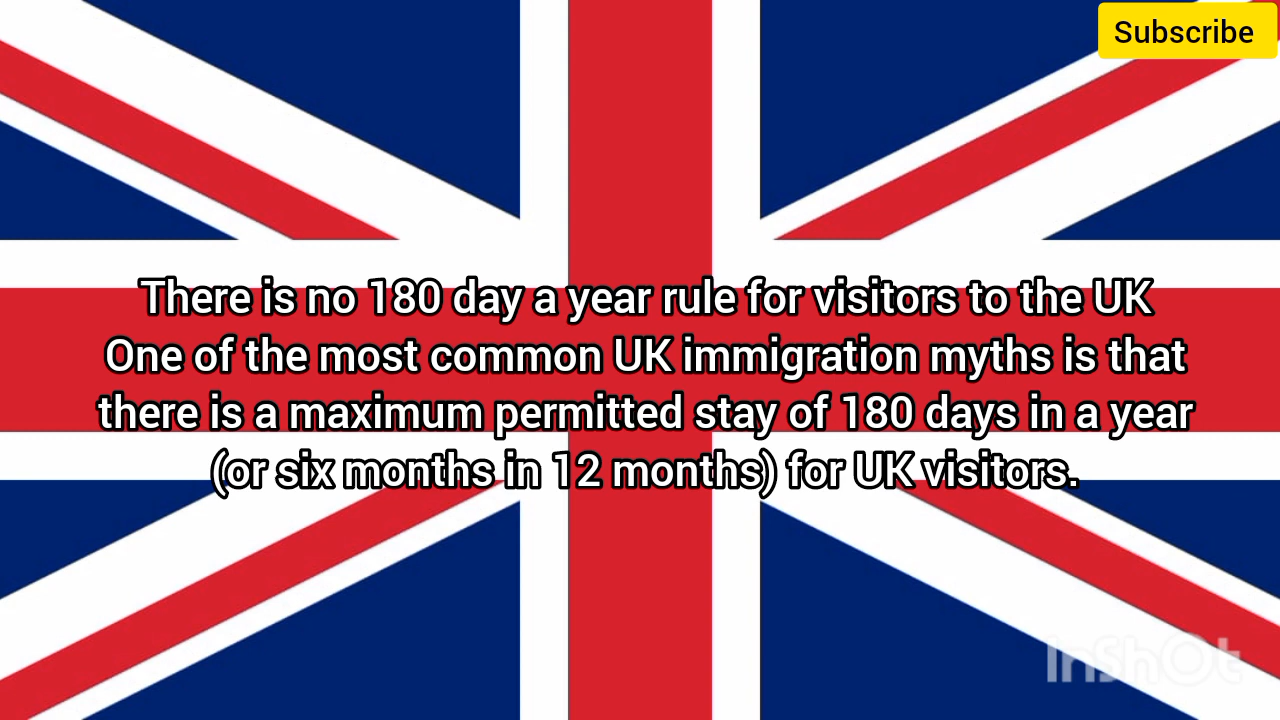 Subscribe
There is no 180 day a year rule for visitors to the UK
One of the most common UK immigration myths is that
there is a maximum permitted stay of 180 days in a year
(or six months in 12 months) for UK visitors.
InShOt